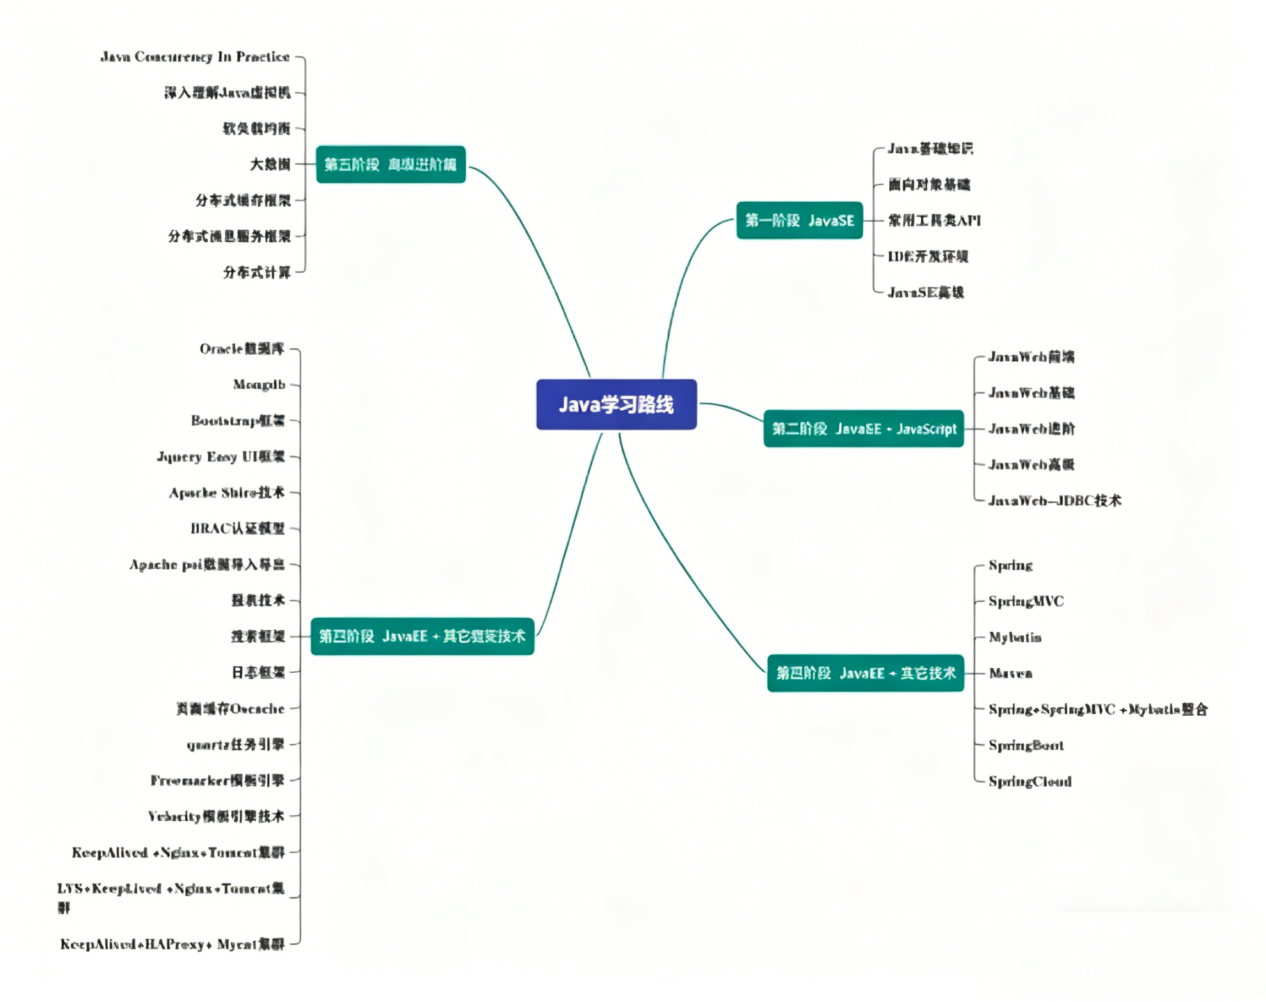 Java学习路线
第一阶段 JavaSE
Java基础知识
面向对象基础
常用工具类API
IDE开发环境
JavaSE高级
第二阶段 JavaEE + JavaScript
JavaWeb前端
JavaWeb基础
JavaWeb进阶
JavaWeb高级
JavaWeb-JDBC技术
阶段 JavaEE + 其它技术
Spring
SpringMVC
Mybatis
Maven
Spring+SpringMVC +Mybatis整合
SpringBoot
SpringCloud
第四阶段 JavaEE + 其它 技术
Oracle数据库
Mongdb
Bootstrap框架
Jquery Easy UI框架
Apache Shiro技术
认证模型
Apache poi数据导入导出
报表技术
搜索框架
日志框架
页面缓存Oscache
quartz任务引擎
Freemarker模板引擎
Velocity模板引擎技术
KeepAlived +Nginx+Tomcat集群
LVS+KeepLived +Nginx+Tomcat集
群
KeepAlived+HAProxy+ Mycat集群
第五阶段 高级进阶篇
Java Concurency In Practice
深入理解Java虚拟机
软负载均衡
大数据
分布式缓存框架
分布式消息服务框架
分布式计算